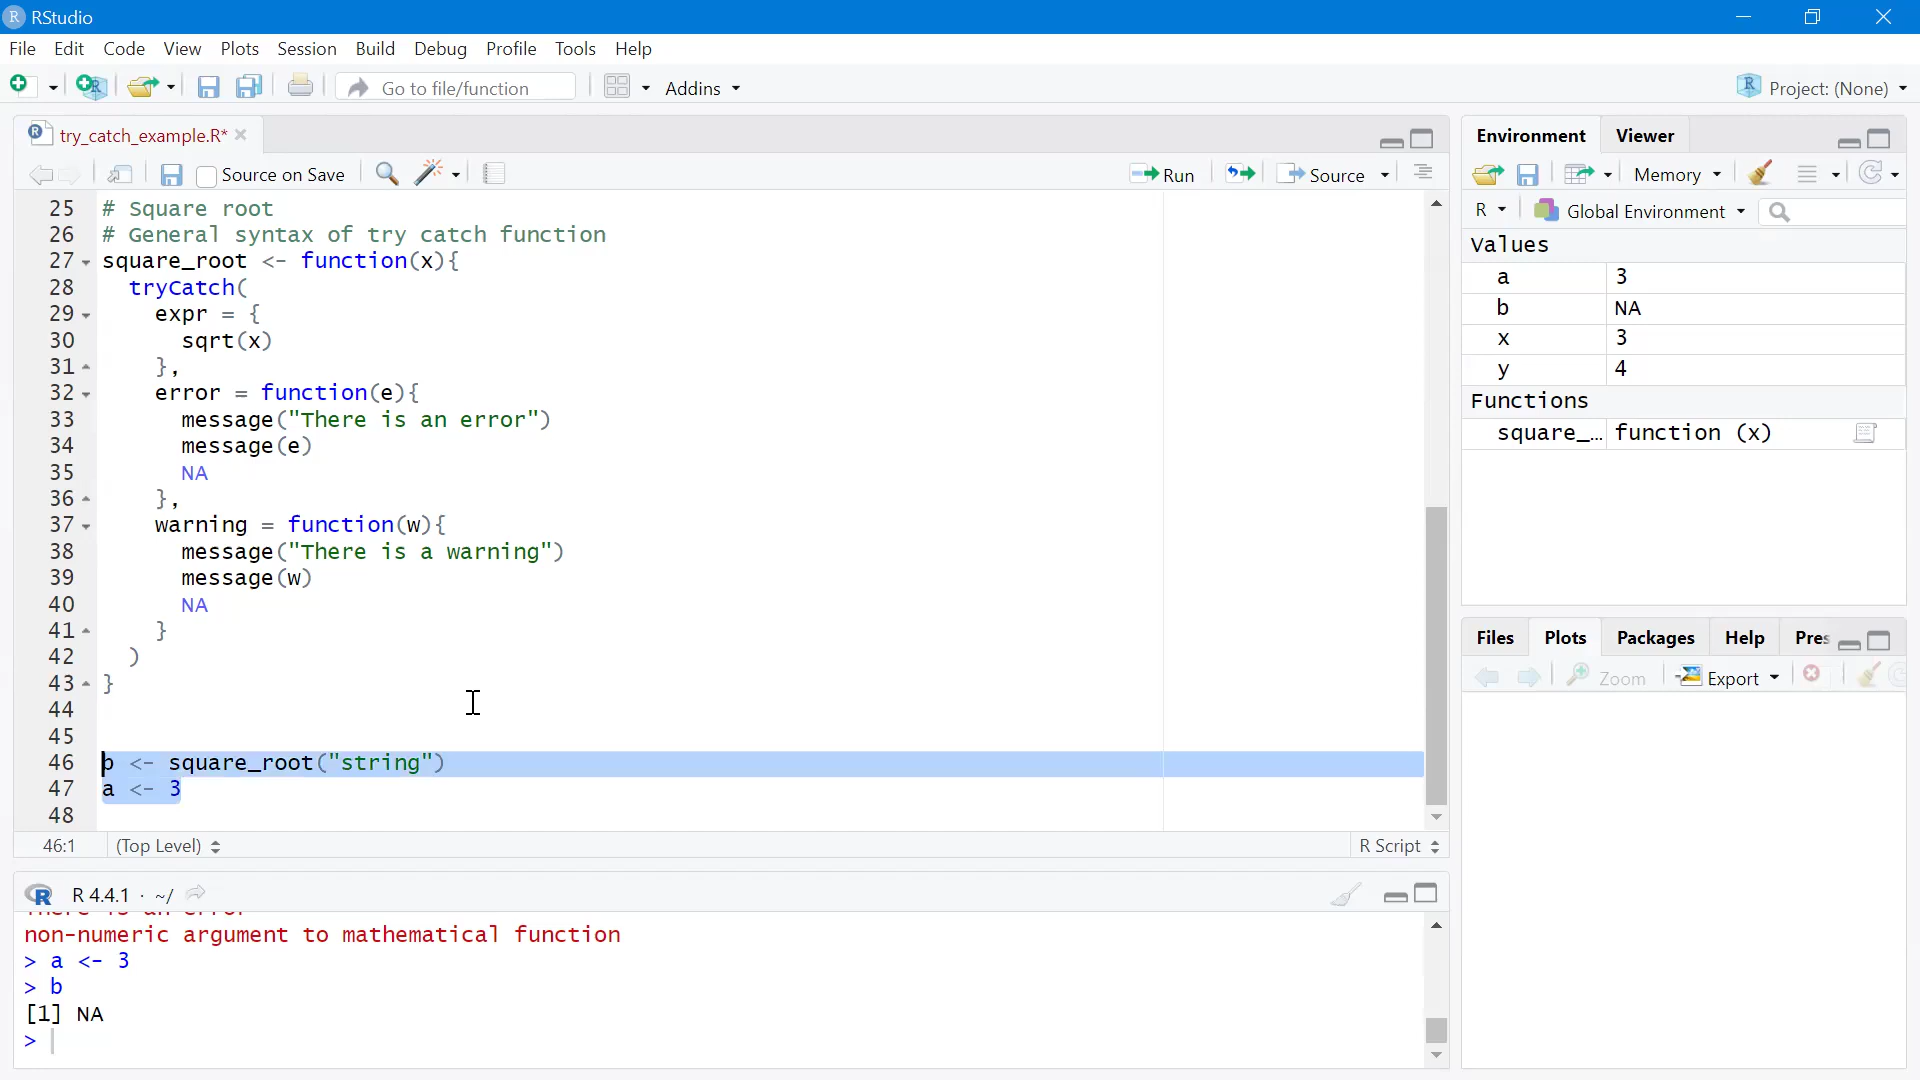 R RStudio
File Edit Code View Plots Session Build Debug Profile Tools Help
Go to file/function Addins Project: (None)
try_catch_example.R*
Source on Save Run Source
25 # Square root
26 # General syntax of try catch function
27 square_root <- function(x){
28 tryCatch(
29 expr = {
30 sqrt(x)
31 },
32 error = function(e){
33 message("There is an error")
34 message(e)
35 NA
36 },
37 warning = function(w){
38 message("There is a warning")
39 message(w)
40 NA
41 }
42 )
43 }
44
45
46 b <- square_root("string")
47 a <- 3
48
46:1 (Top Level) R Script
R 4.4.1 · ~/
There is an error
non-numeric argument to mathematical function
> a <- 3
> b
[1] NA
>
Environment Viewer
Memory
R Global Environment
Values
a 3
b NA
x 3
y 4
Functions
square_… function (x)
Files Plots Packages Help Pres
Zoom Export